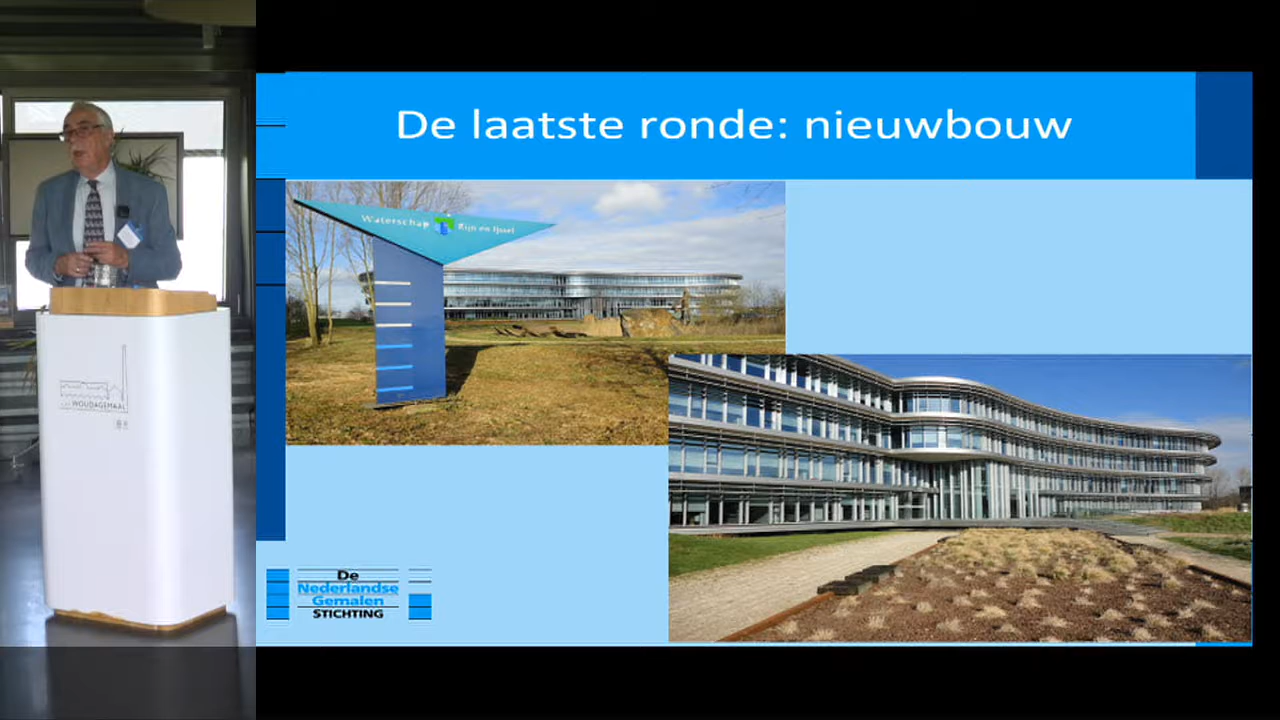 De laatste ronde: nieuwbouw
Waterschap Rijn en IJssel
WOUDAGEMAAL
De
Nederlandse
Gemalen
STICHTING